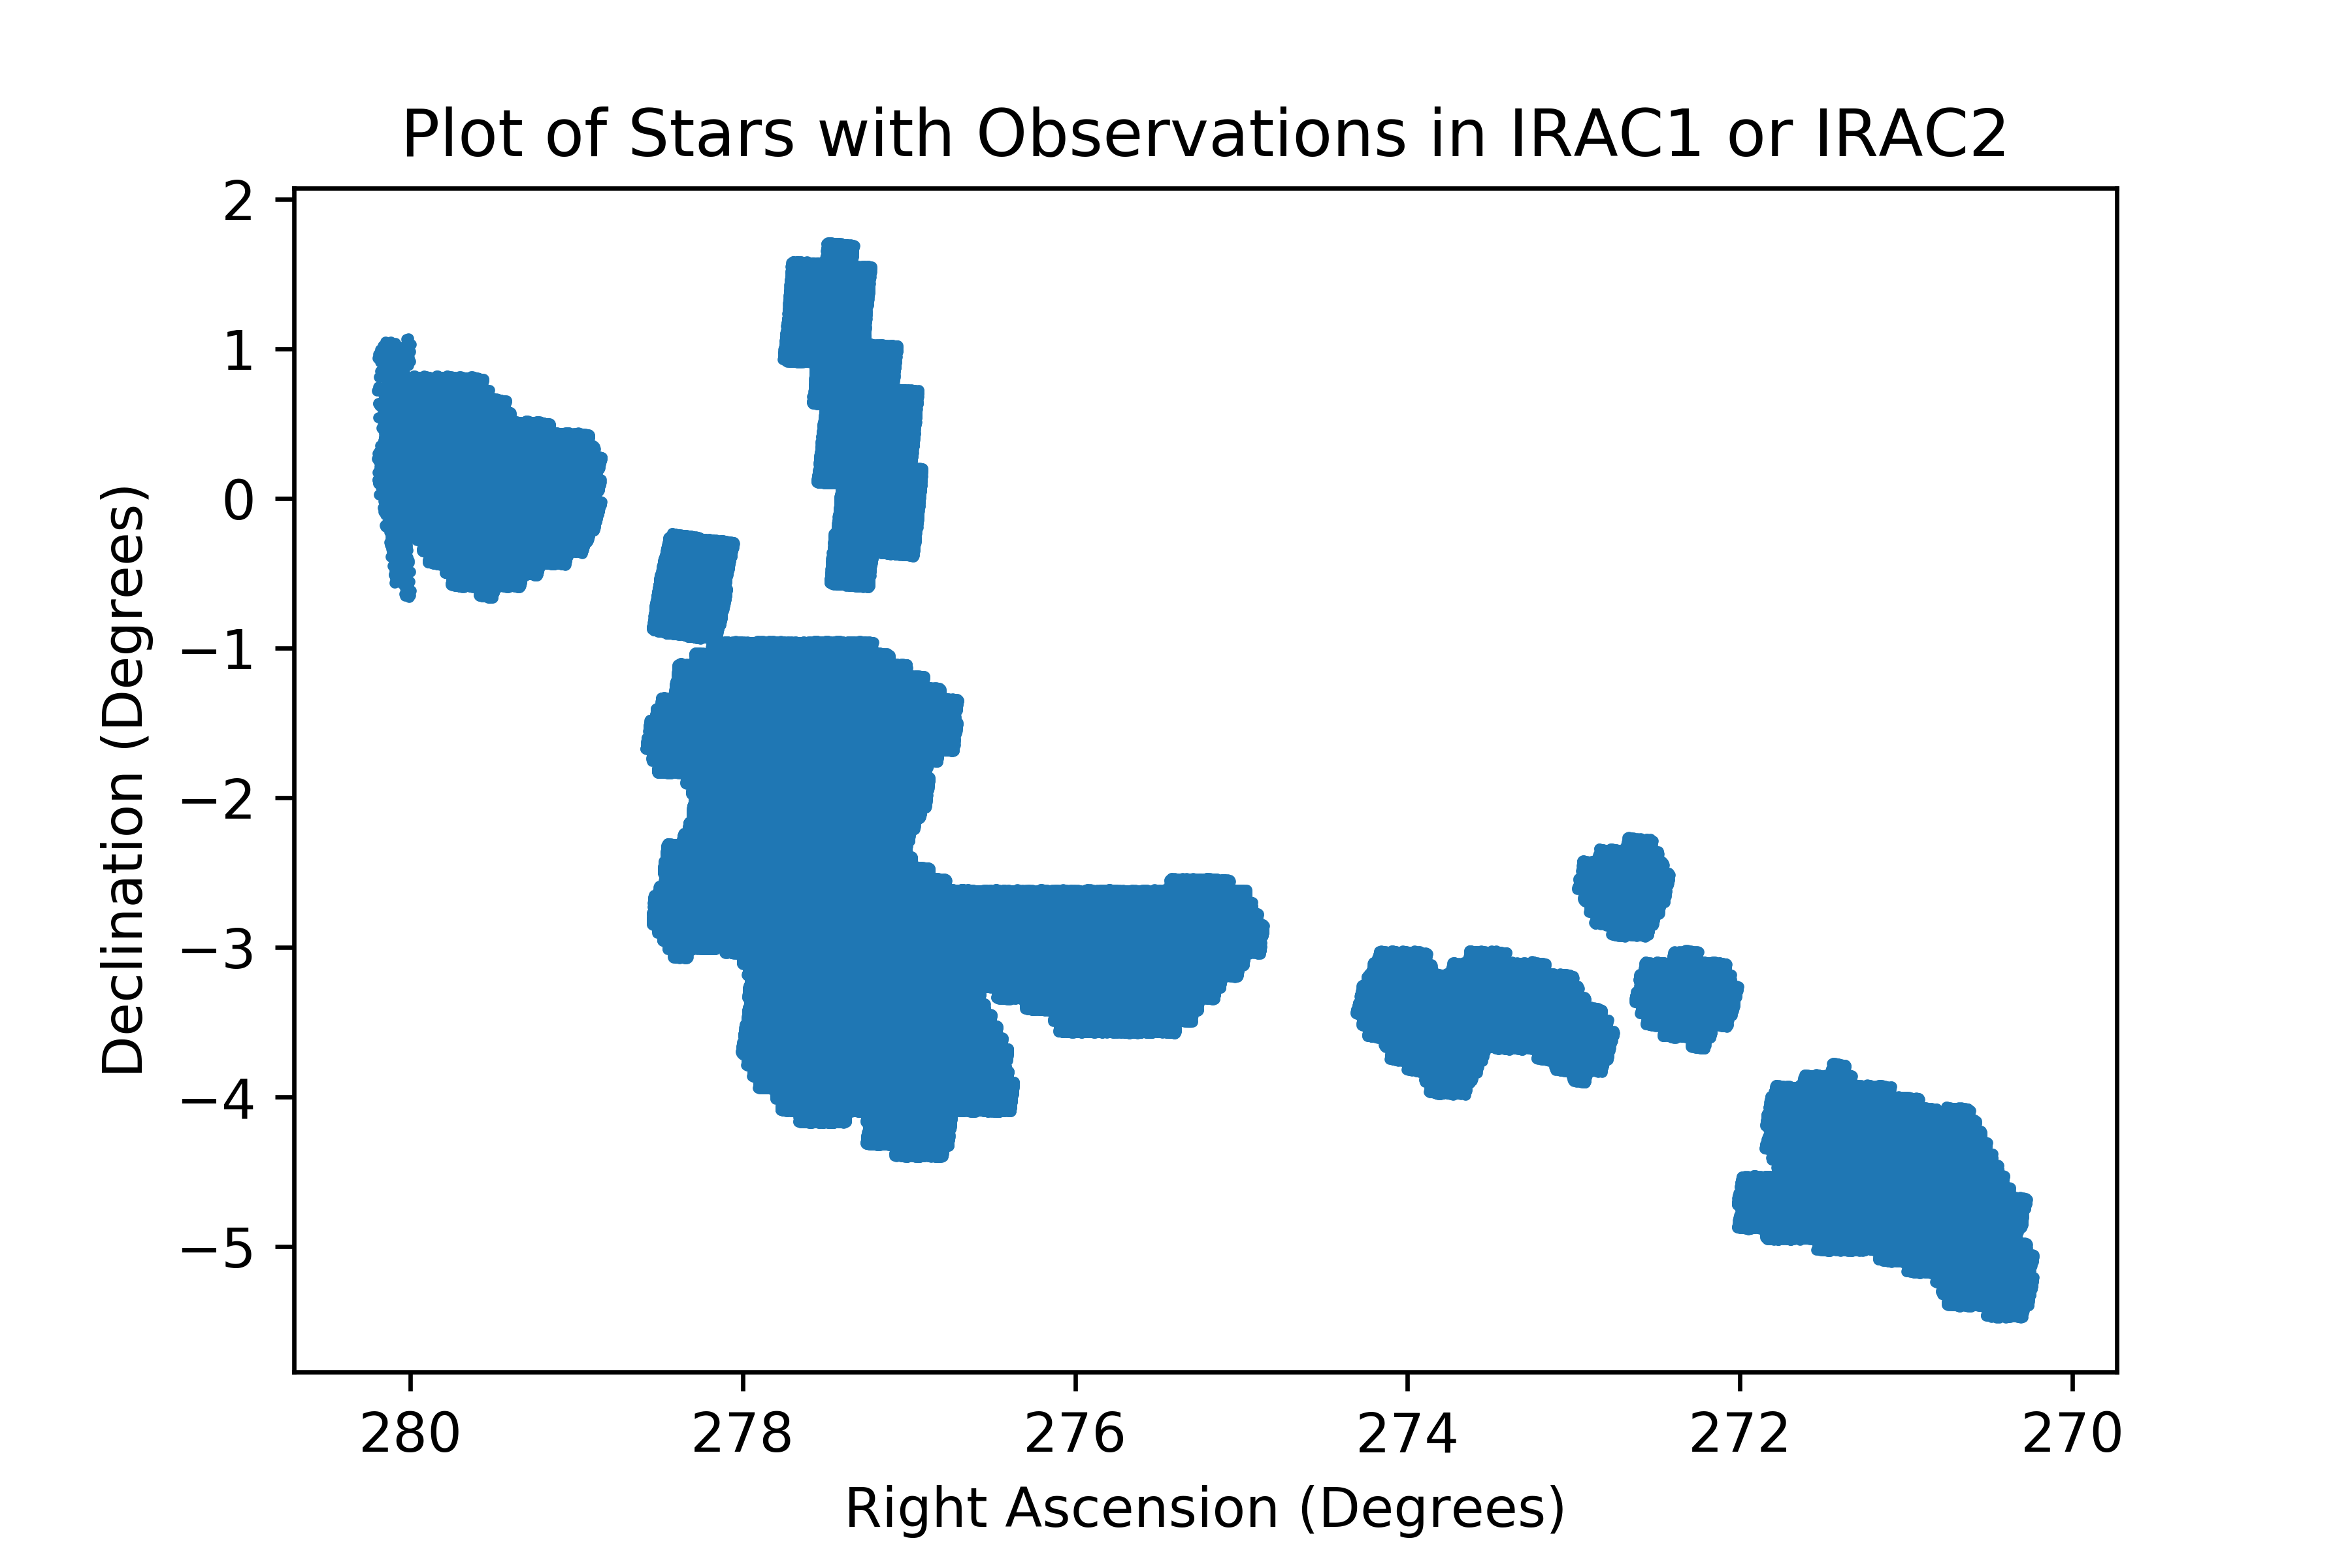 Plot of Stars with Observations in IRAC1 or IRAC2
2
1
0
−1
−2
−3
−4
−5
Declination (Degrees)
280 278 276 274 272 270
Right Ascension (Degrees)